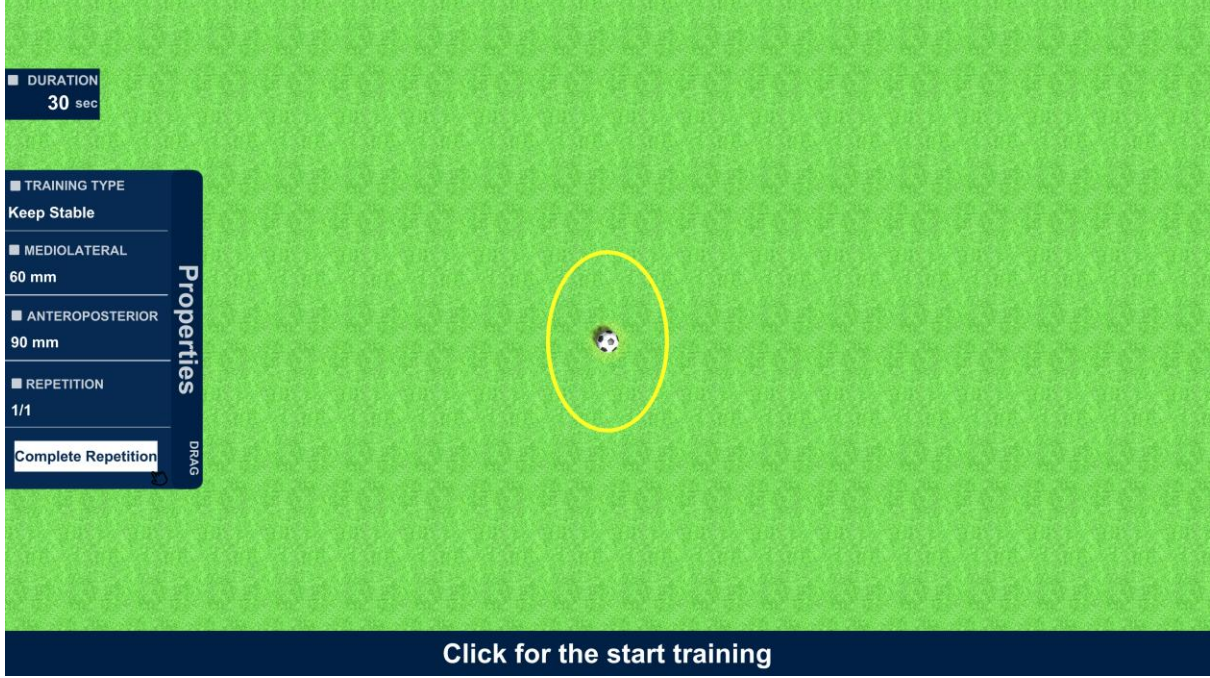 DURATION
30 sec
TRAINING TYPE
Keep Stable
MEDIOLATERAL
60 mm
ANTEROPOSTERIOR
90 mm
REPETITION
1/1
Complete Repetition
Properties
DRAG
Click for the start training